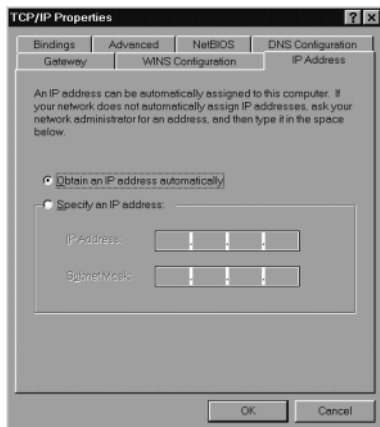 TCP/IP Properties
Bindings Advanced NetBIOS DNS Configuration
Gateway WINS Configuration IP Address
An IP address can be automatically assigned to this computer. If
your network does not automatically assign IP addresses, ask your
network administrator for an address, and then type it in the space
below.
Obtain an IP address automatically
Specify an IP address:
IP Address:
Subnet Mask:
OK Cancel